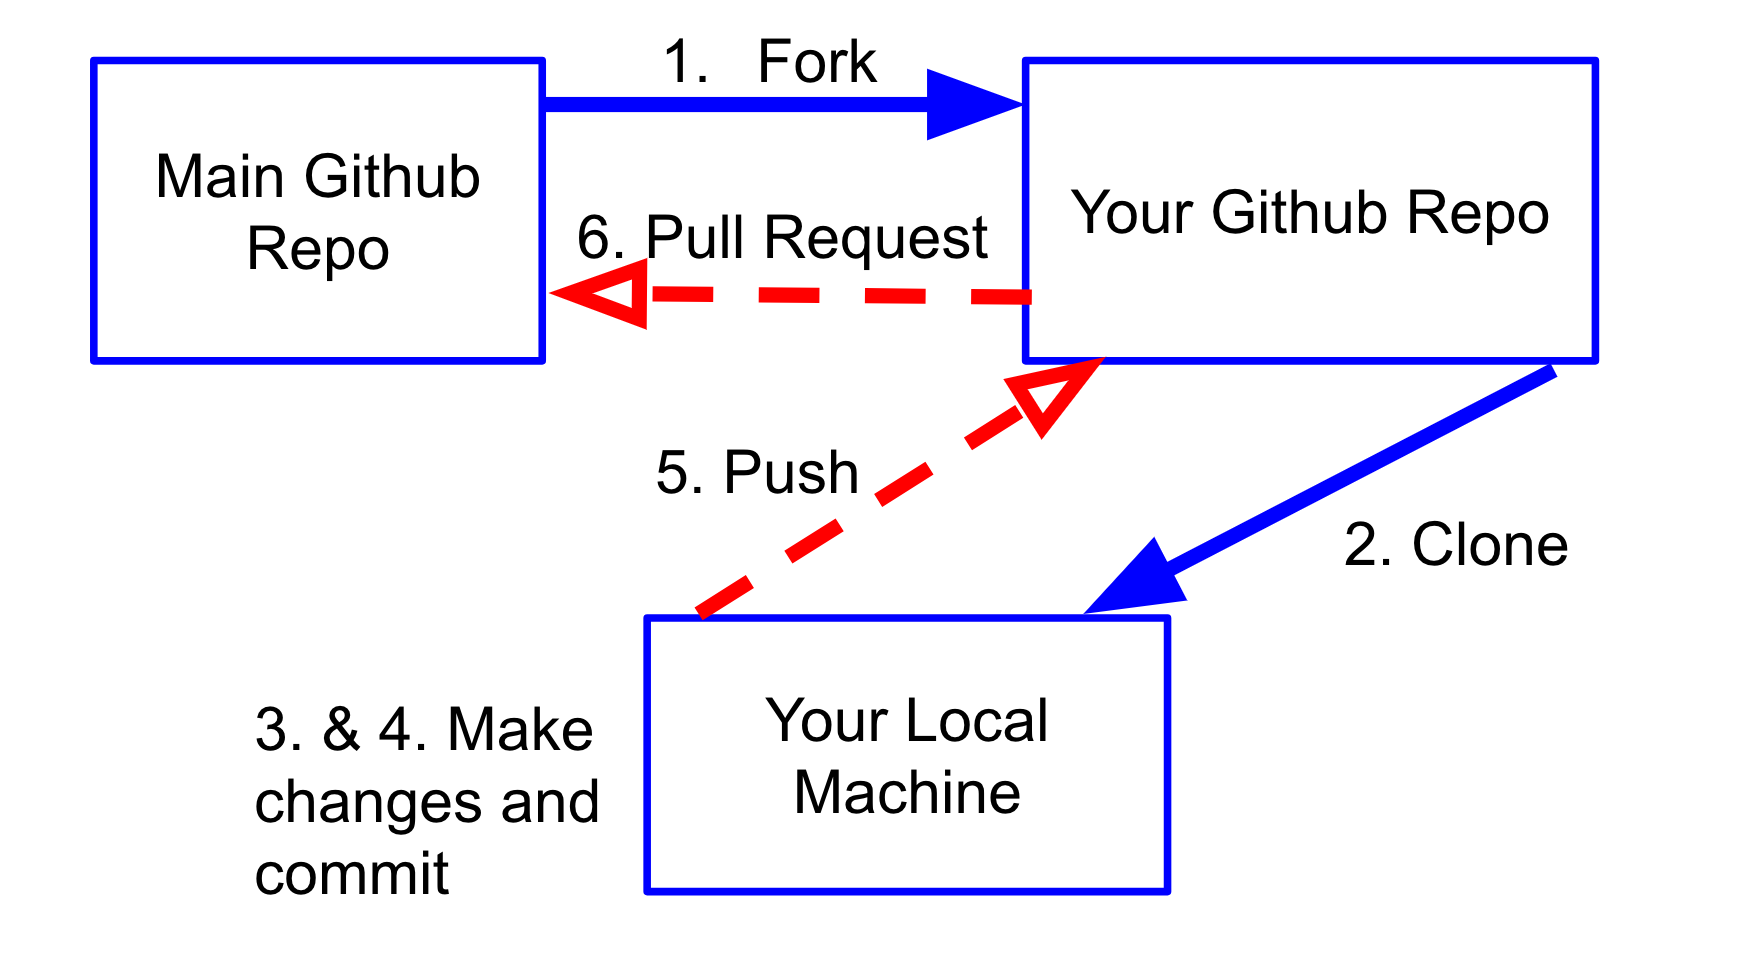 1. Fork
Main Github
Repo
6. Pull Request
Your Github Repo
5. Push
2. Clone
3. & 4. Make
changes and
commit
Your Local
Machine